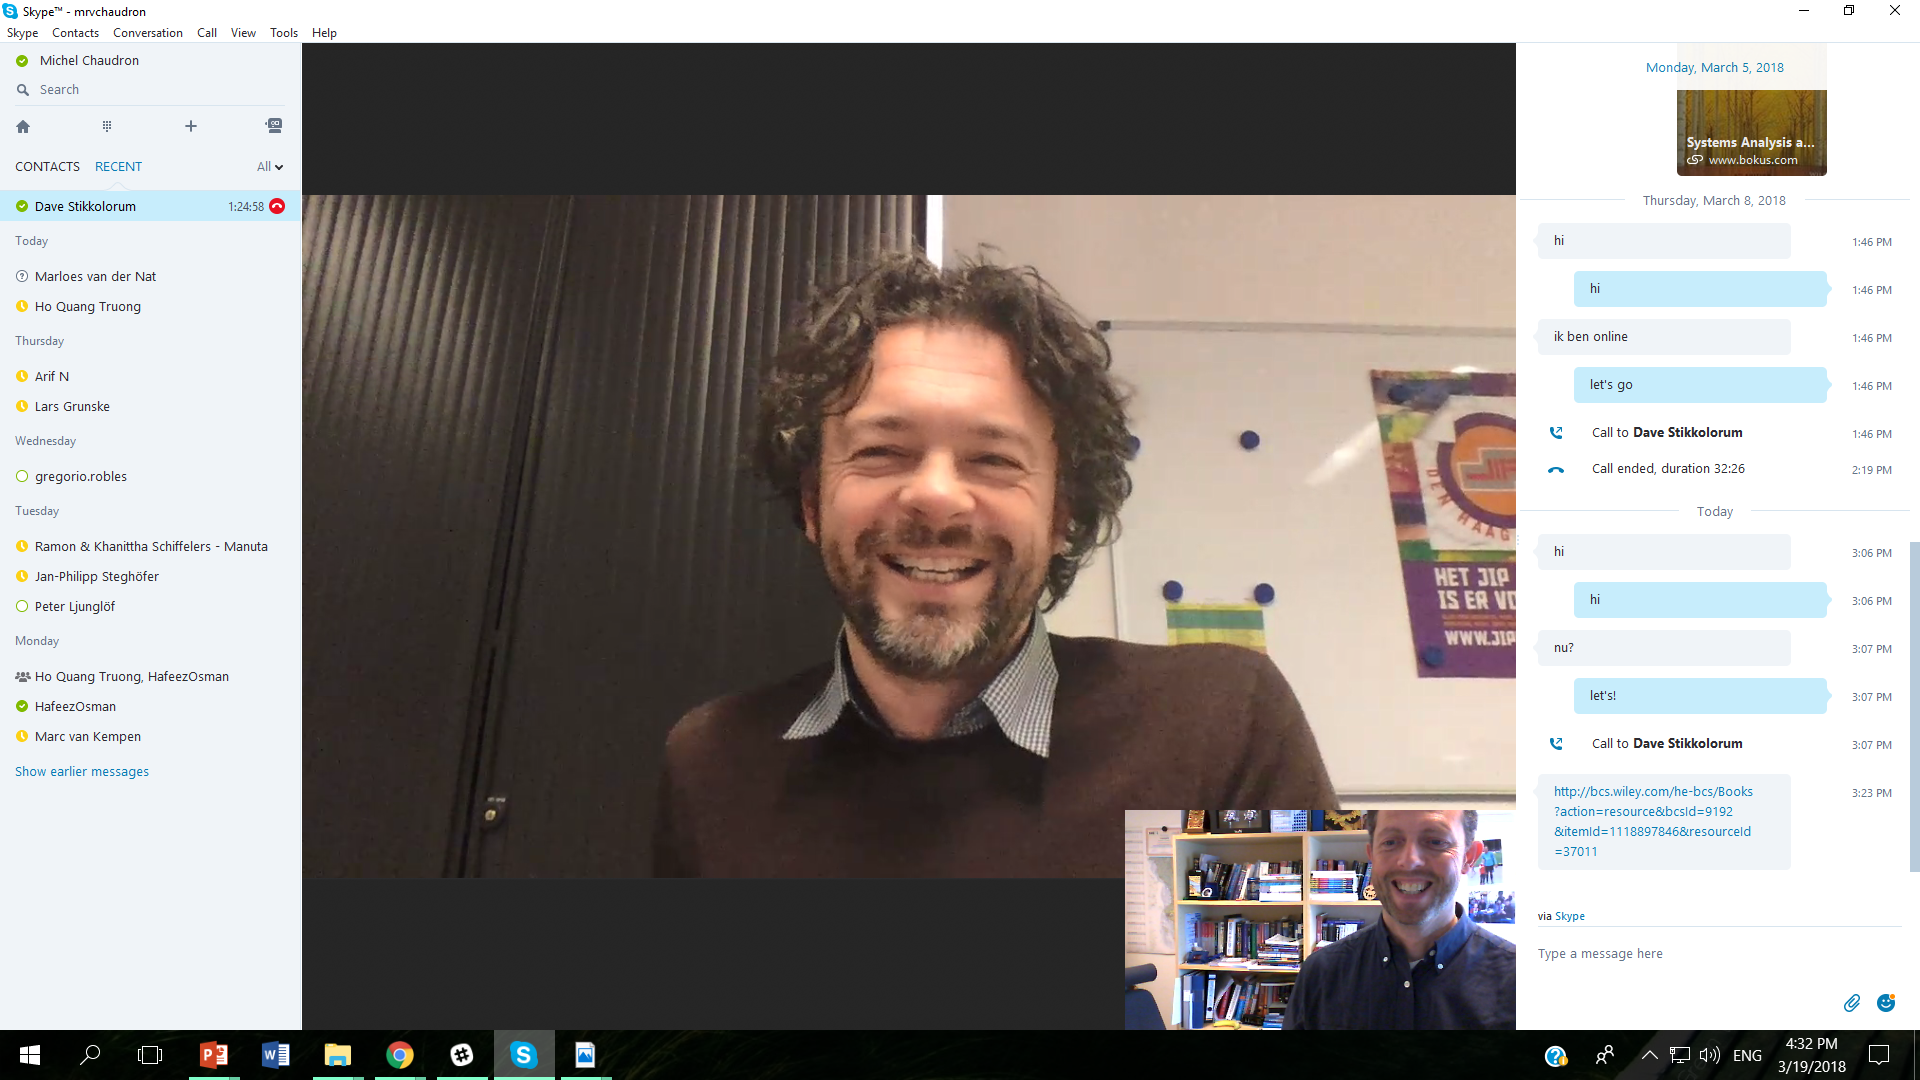 Skype™ - mrvchaudron
Skype Contacts Conversation Call View Tools Help
Michel Chaudron
Search
CONTACTS RECENT All
Dave Stikkolorum 1:24:58
Today
Marloes van der Nat
Ho Quang Truong
Thursday
Arif N
Lars Grunske
Wednesday
gregorio.robles
Tuesday
Ramon & Khanittha Schiffelers - Manuta
Jan-Philipp Steghöfer
Peter Ljunglöf
Monday
Ho Quang Truong, HafeezOsman
HafeezOsman
Marc van Kempen
Show earlier messages
DEN HAAG
HET JIP
IS ER VO
WWW.JIP
Monday, March 5, 2018
Systems Analysis a...
www.bokus.com
Thursday, March 8, 2018
hi 1:46 PM
hi 1:46 PM
ik ben online 1:46 PM
let's go 1:46 PM
Call to Dave Stikkolorum 1:46 PM
Call ended, duration 32:26 2:19 PM
Today
hi 3:06 PM
hi 3:06 PM
nu? 3:07 PM
let's! 3:07 PM
Call to Dave Stikkolorum 3:07 PM
http://bcs.wiley.com/he-bcs/Books 3:23 PM
?action=resource&bcsId=9192
&itemId=1118897846&resourceId
=37011
via Skype
Type a message here
ENG
4:32 PM
3/19/2018